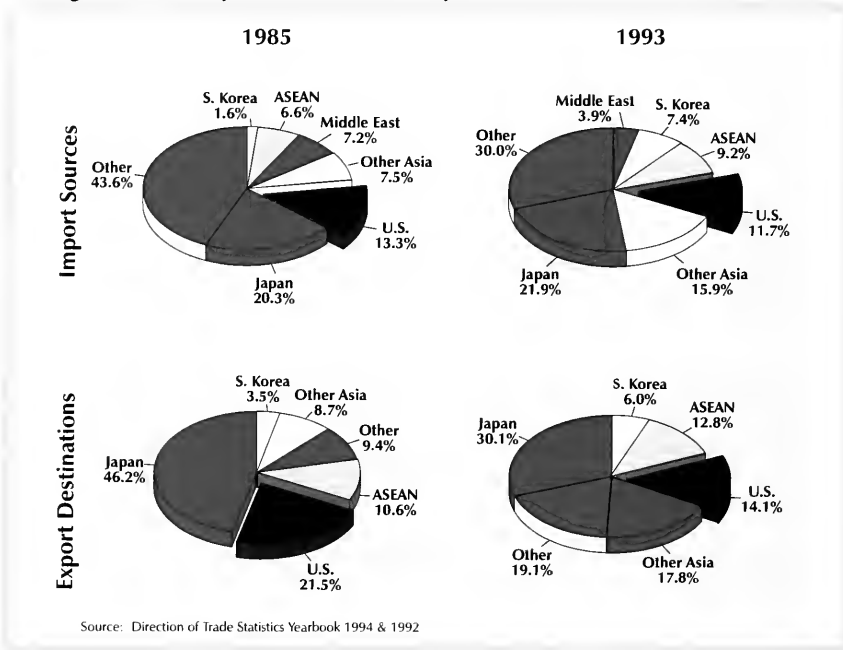 1985
1993
Import Sources
S. Korea
1.6%
ASEAN
6.6%
Middle East
7.2%
Other Asia
7.5%
U.S.
13.3%
Japan
20.3%
Other
43.6%
Middle East
3.9%
S. Korea
7.4%
ASEAN
9.2%
U.S.
11.7%
Other Asia
15.9%
Japan
21.9%
Other
30.0%
Export Destinations
S. Korea
3.5%
Other Asia
8.7%
Other
9.4%
ASEAN
10.6%
U.S.
21.5%
Japan
46.2%
S. Korea
6.0%
ASEAN
12.8%
U.S.
14.1%
Other Asia
17.8%
Other
19.1%
Japan
30.1%
Source: Direction of Trade Statistics Yearbook 1994 & 1992